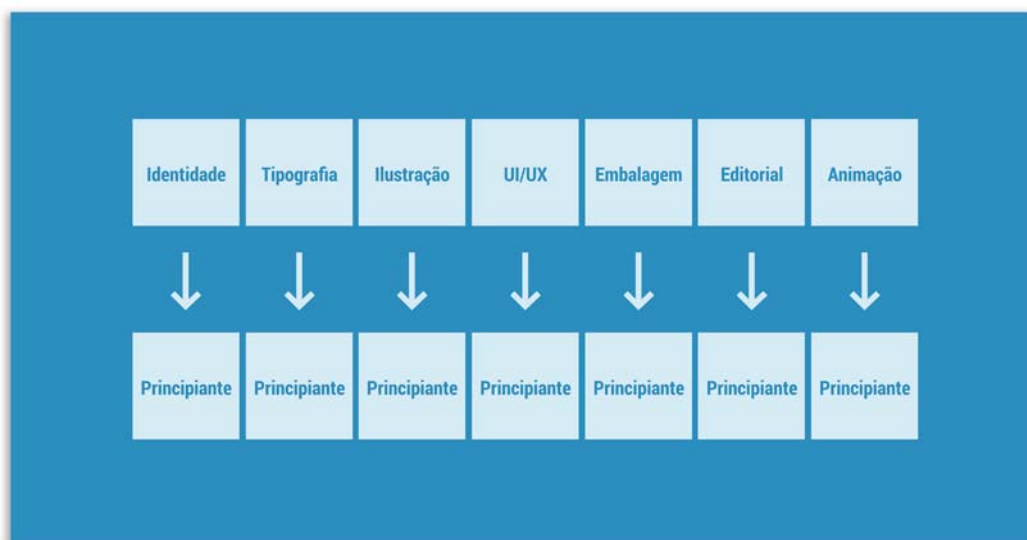 Identidade
Tipografia
Ilustração
UI/UX
Embalagem
Editorial
Animação
Principiante
Principiante
Principiante
Principiante
Principiante
Principiante
Principiante